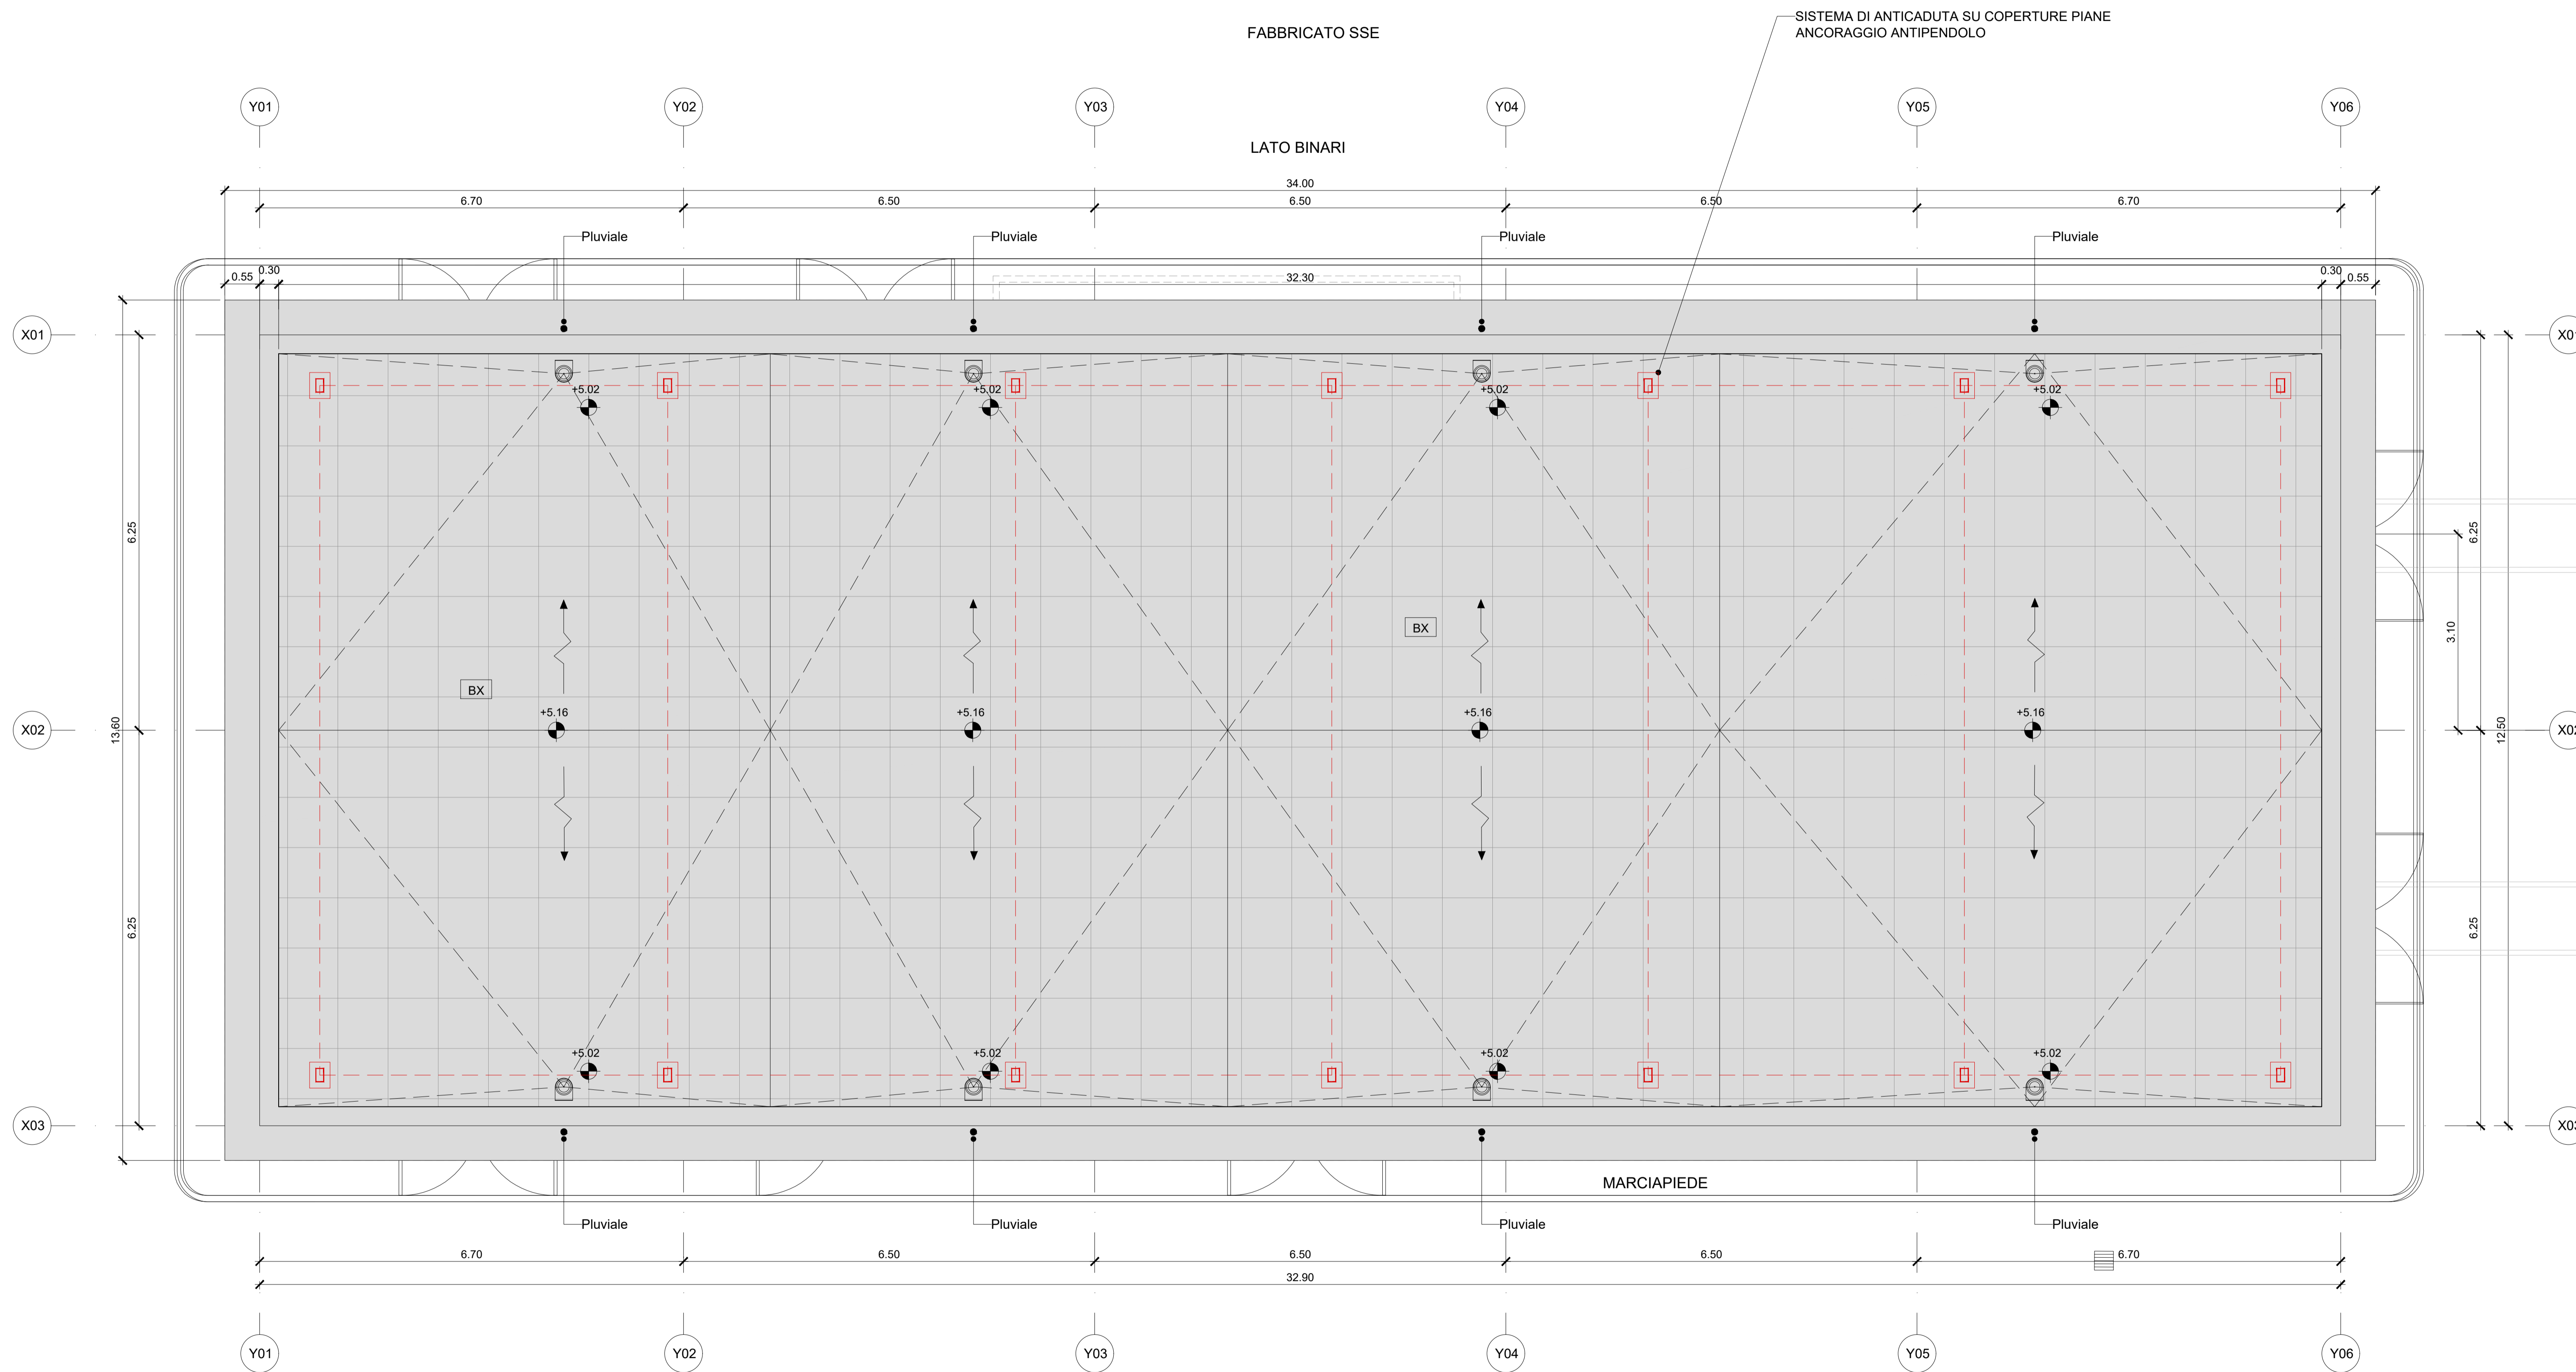 SISTEMA DI ANTICADUTA SU COPERTURE PIANE
ANCORAGGIO ANTIPENDOLO
FABBRICATO SSE
Y01 Y02 Y03 Y04 Y05 Y06
LATO BINARI
34.00
6.70 6.50 6.50 6.50 6.70
Pluviale Pluviale Pluviale Pluviale
0.55 0.30 32.30 0.30 0.55
X01 X01
+5.02 +5.02 +5.02 +5.02
6.25 6.25
BX
3.10
BX
+5.16 +5.16 +5.16 +5.16
X02 13.60 12.50 X02
6.25 6.25
+5.02 +5.02 +5.02 +5.02
X03 X03
MARCIAPIEDE
Pluviale Pluviale Pluviale Pluviale
6.70 6.50 6.50 6.50 6.70
32.90
Y01 Y02 Y03 Y04 Y05 Y06